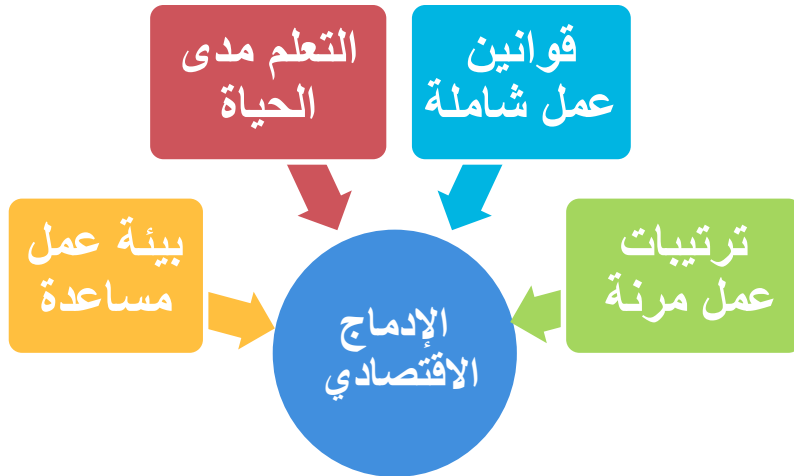 قوانين
عمل شاملة
التعلم مدى
الحياة
ترتيبات
عمل مرنة
بيئة عمل
مساعدة
الإدماج
الاقتصادي